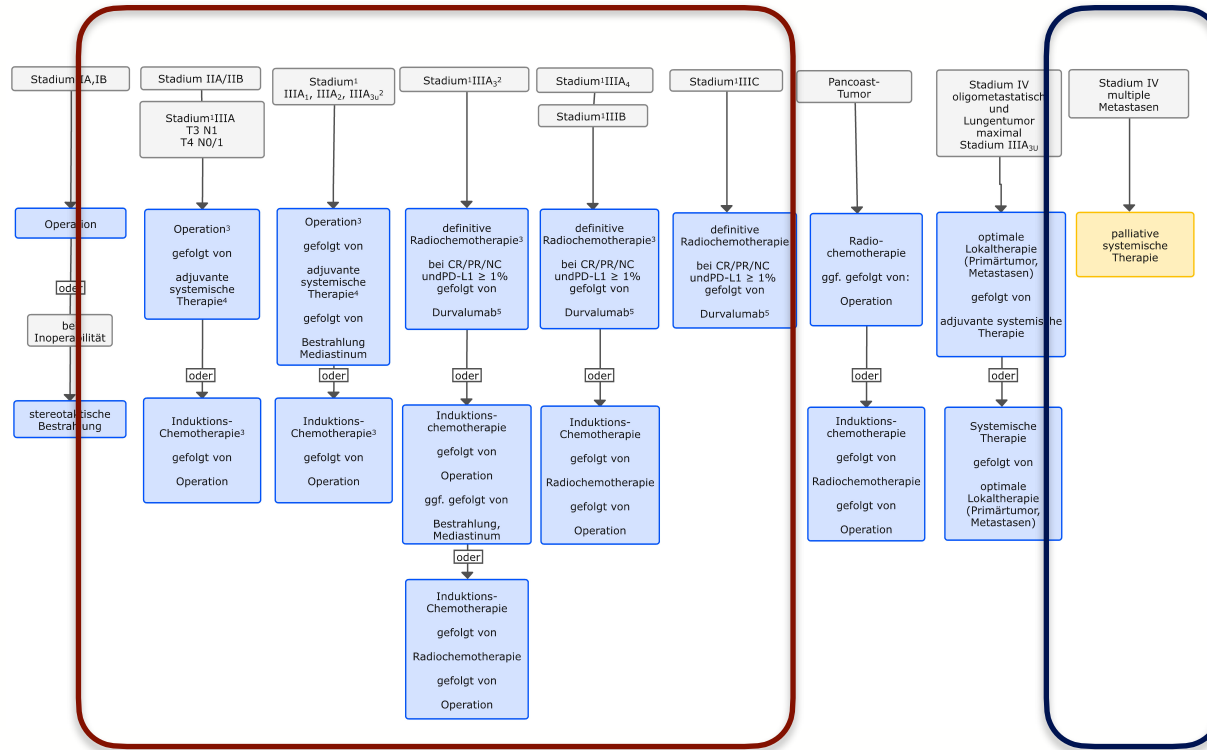 Stadium IA,IB
Operation
oder
bei
Inoperabilität
stereotaktische
Bestrahlung
Stadium IIA/IIB
Stadium¹IIIA
T3 N1
T4 N0/1
Operation³
gefolgt von
adjuvante
systemische
Therapie⁴
oder
Induktions-
Chemotherapie³
gefolgt von
Operation
Stadium¹
IIIA₁, IIIA₂, IIIA₃ᵤ²
Operation³
gefolgt von
adjuvante
systemische
Therapie⁴
gefolgt von
Bestrahlung
Mediastinum
oder
Induktions-
Chemotherapie³
gefolgt von
Operation
Stadium¹IIIA₃²
definitive
Radiochemotherapie³
bei CR/PR/NC
undPD-L1 ≥ 1%
gefolgt von
Durvalumab⁵
oder
Induktions-
chemotherapie
gefolgt von
Operation
ggf. gefolgt von
Bestrahlung,
Mediastinum
oder
Induktions-
Chemotherapie
gefolgt von
Radiochemotherapie
gefolgt von
Operation
Stadium¹IIIA₄
Stadium¹IIIB
definitive
Radiochemotherapie³
bei CR/PR/NC
undPD-L1 ≥ 1%
gefolgt von
Durvalumab⁵
oder
Induktions-
Chemotherapie
gefolgt von
Radiochemotherapie
gefolgt von
Operation
Stadium¹IIIC
definitive
Radiochemotherapie
bei CR/PR/NC
undPD-L1 ≥ 1%
gefolgt von
Durvalumab⁵
Pancoast-
Tumor
Radio-
chemotherapie
ggf. gefolgt von:
Operation
oder
Induktions-
chemotherapie
gefolgt von
Radiochemotherapie
gefolgt von
Operation
Stadium IV
oligometastatisch
und
Lungentumor
maximal
Stadium IIIA₃ᵤ
optimale
Lokaltherapie
(Primärtumor,
Metastasen)
gefolgt von
adjuvante systemische
Therapie
oder
Systemische
Therapie
gefolgt von
optimale
Lokaltherapie
(Primärtumor,
Metastasen)
Stadium IV
multiple
Metastasen
palliative
systemische
Therapie